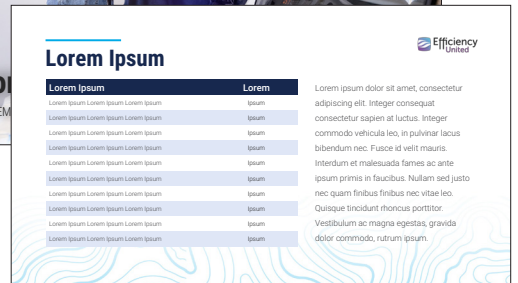 Efficiency
United
Lorem Ipsum
Lorem Ipsum Lorem
Lorem Ipsum Lorem Ipsum Lorem Ipsum Ipsum
Lorem Ipsum Lorem Ipsum Lorem Ipsum Ipsum
Lorem Ipsum Lorem Ipsum Lorem Ipsum Ipsum
Lorem Ipsum Lorem Ipsum Lorem Ipsum Ipsum
Lorem Ipsum Lorem Ipsum Lorem Ipsum Ipsum
Lorem Ipsum Lorem Ipsum Lorem Ipsum Ipsum
Lorem Ipsum Lorem Ipsum Lorem Ipsum Ipsum
Lorem Ipsum Lorem Ipsum Lorem Ipsum Ipsum
Lorem Ipsum Lorem Ipsum Lorem Ipsum Ipsum
Lorem Ipsum Lorem Ipsum Lorem Ipsum Ipsum
Lorem ipsum dolor sit amet, consectetur
adipiscing elit. Integer consequat
consectetur sapien at luctus. Integer
commodo vehicula leo, in pulvinar lacus
bibendum nec. Fusce id velit mauris.
Interdum et malesuada fames ac ante
ipsum primis in faucibus. Nullam sed justo
nec quam finibus finibus nec vitae leo.
Quisque tincidunt rhoncus porttitor.
Vestibulum ac magna egestas, gravida
dolor commodo, rutrum ipsum.